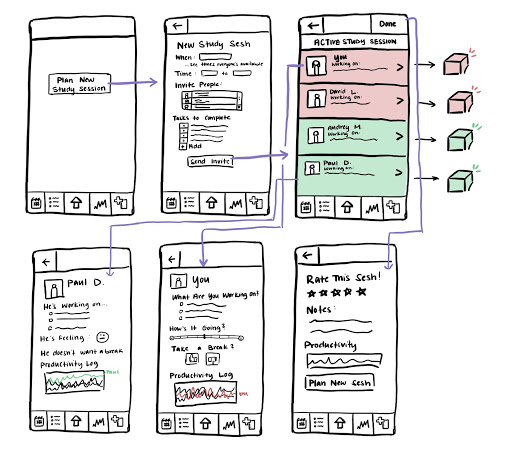 Plan New
Study Session
New Study Sesh
When:
... see times everyones available
Time: to
Invite People:
Tasks to Complete
Add
Send Invite
Done
ACTIVE STUDY SESSION
You
Working on:
David L.
Working on:
Andrey M.
Working on:
Paul D.
Working on:
Paul D.
He's Working on...
He's Feeling:
He doesn't want a break
Productivity Log
Paul
You
What Are You Working on?
How's It Going?
Take a Break?
Productivity Log
You
Rate This Sesh!
Notes:
Productivity
Plan New Sesh